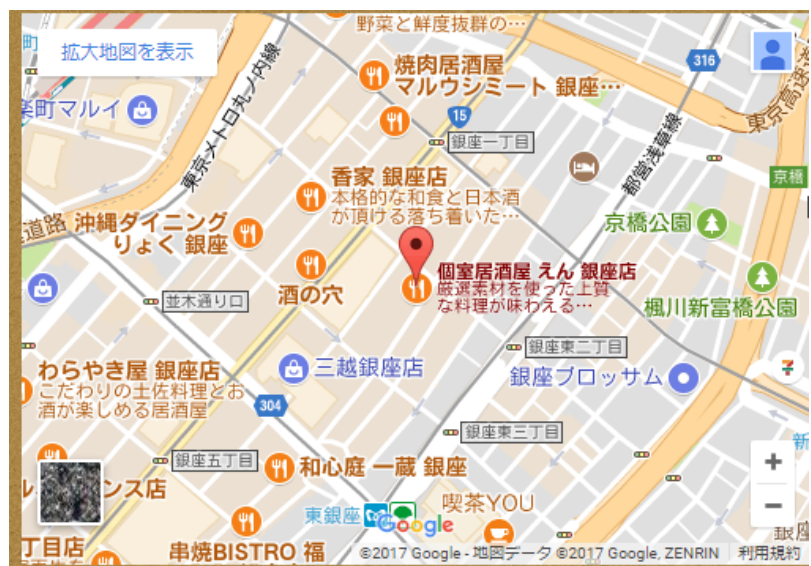 野菜と鮮度抜群の…
町
拡大地図を表示
焼肉居酒屋
マルウシミート 銀座…
316
楽町マルイ
東京メトロ丸ノ内線
15
銀座一丁目
東京高速道
都営浅草線
香家 銀座店
本格的な和食と日本酒
が頂ける落ち着いた…
京橋
道路
沖縄ダイニング
りょく 銀座
京橋公園
個室居酒屋 えん 銀座店
厳選素材を使った上質
な料理が味わえる…
酒の穴
並木通り口
楓川新富橋公園
銀座東二丁目
わらやき屋 銀座店
こだわりの土佐料理とお
酒が楽しめる居酒屋
三越銀座店
銀座ブロッサム
7
304
銀座東三丁目
新
銀座五丁目
和心庭 一蔵 銀座
+
ンス店
東銀座
喫茶YOU
−
Google
銀座
丁目店
串焼BISTRO 福
©2017 Google - 地図データ ©2017 Google, ZENRIN
利用規約